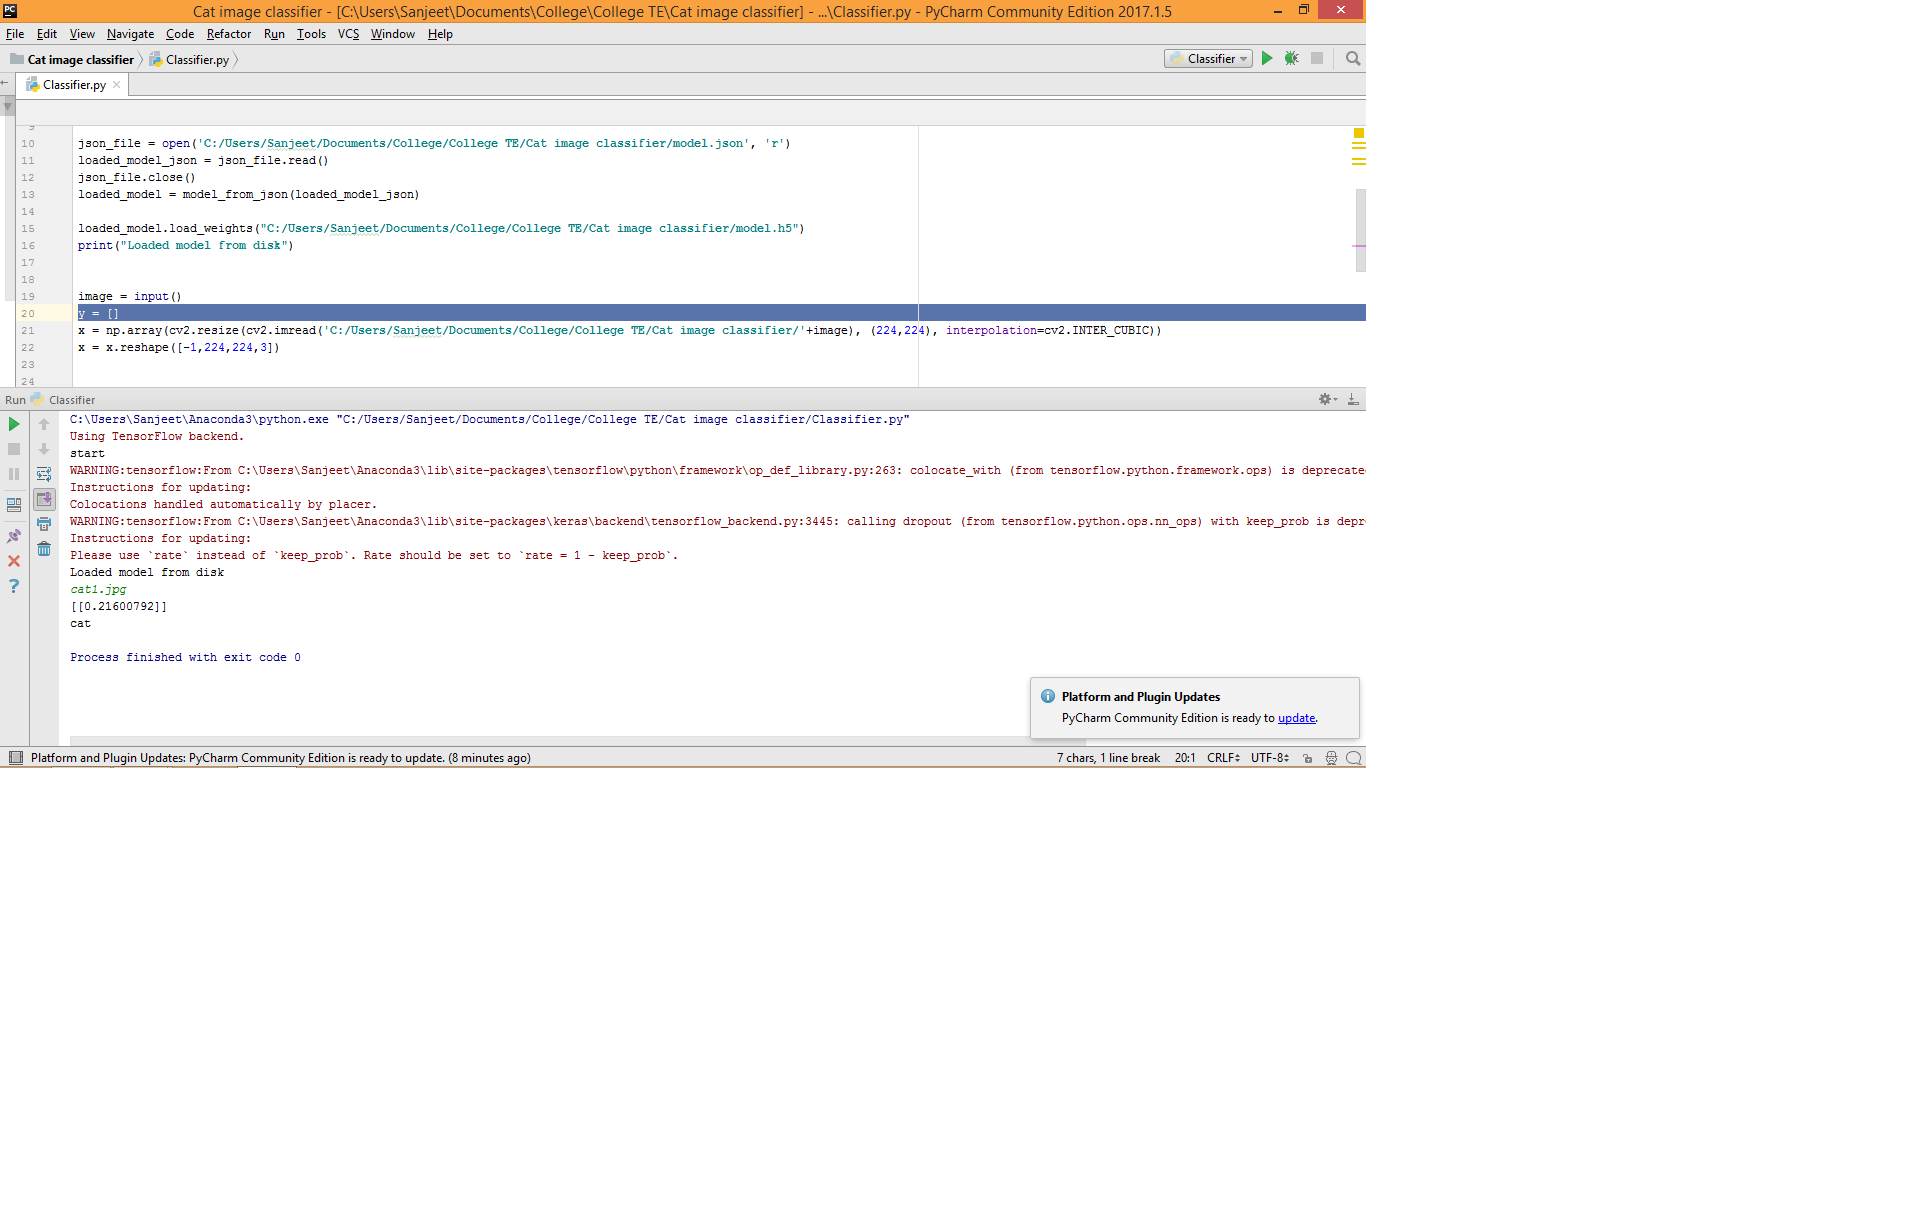 PC Cat image classifier - [C:\Users\Sanjeet\Documents\College\College TE\Cat image classifier] - ...\Classifier.py - PyCharm Community Edition 2017.1.5
File Edit View Navigate Code Refactor Run Tools VCS Window Help
Cat image classifier Classifier.py Classifier
Classifier.py
9
10 json_file = open('C:/Users/Sanjeet/Documents/College/College TE/Cat image classifier/model.json', 'r')
11 loaded_model_json = json_file.read()
12 json_file.close()
13 loaded_model = model_from_json(loaded_model_json)
14
15 loaded_model.load_weights("C:/Users/Sanjeet/Documents/College/College TE/Cat image classifier/model.h5")
16 print("Loaded model from disk")
17
18
19 image = input()
20 y = []
21 x = np.array(cv2.resize(cv2.imread('C:/Users/Sanjeet/Documents/College/College TE/Cat image classifier/'+image), (224,224), interpolation=cv2.INTER_CUBIC))
22 x = x.reshape([-1,224,224,3])
23
24
Run Classifier
C:\Users\Sanjeet\Anaconda3\python.exe "C:/Users/Sanjeet/Documents/College/College TE/Cat image classifier/Classifier.py"
Using TensorFlow backend.
start
WARNING:tensorflow:From C:\Users\Sanjeet\Anaconda3\lib\site-packages\tensorflow\python\framework\op_def_library.py:263: colocate_with (from tensorflow.python.framework.ops) is deprecate
Instructions for updating:
Colocations handled automatically by placer.
WARNING:tensorflow:From C:\Users\Sanjeet\Anaconda3\lib\site-packages\keras\backend\tensorflow_backend.py:3445: calling dropout (from tensorflow.python.ops.nn_ops) with keep_prob is depr
Instructions for updating:
Please use `rate` instead of `keep_prob`. Rate should be set to `rate = 1 - keep_prob`.
Loaded model from disk
cat1.jpg
[[0.21600792]]
cat
Process finished with exit code 0
Platform and Plugin Updates
PyCharm Community Edition is ready to update.
Platform and Plugin Updates: PyCharm Community Edition is ready to update. (8 minutes ago) 7 chars, 1 line break 20:1 CRLF UTF-8